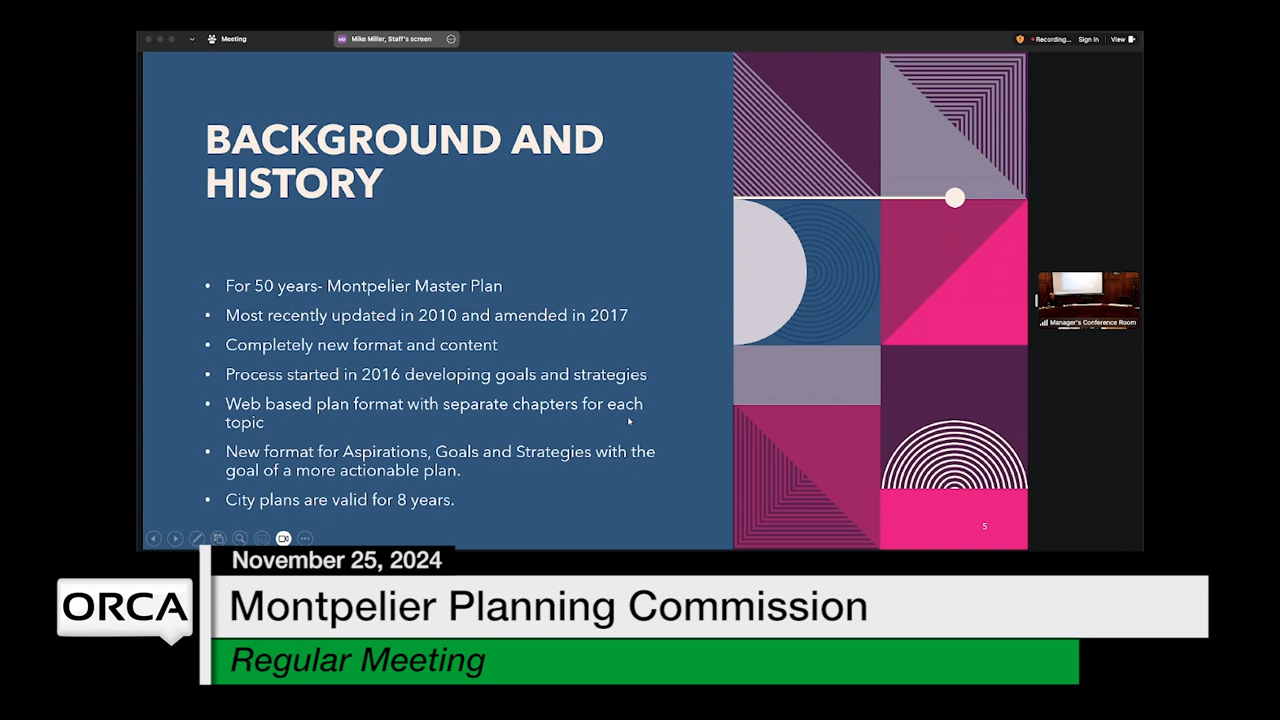 Meeting
Mike Miller, Staff's screen
Recording...
Sign In
View
BACKGROUND AND
HISTORY
• For 50 years- Montpelier Master Plan
• Most recently updated in 2010 and amended in 2017
• Completely new format and content
• Process started in 2016 developing goals and strategies
• Web based plan format with separate chapters for each
topic
• New format for Aspirations, Goals and Strategies with the
goal of a more actionable plan.
• City plans are valid for 8 years.
5
Manager's Conference Room
November 25, 2024
ORCA
Montpelier Planning Commission
Regular Meeting